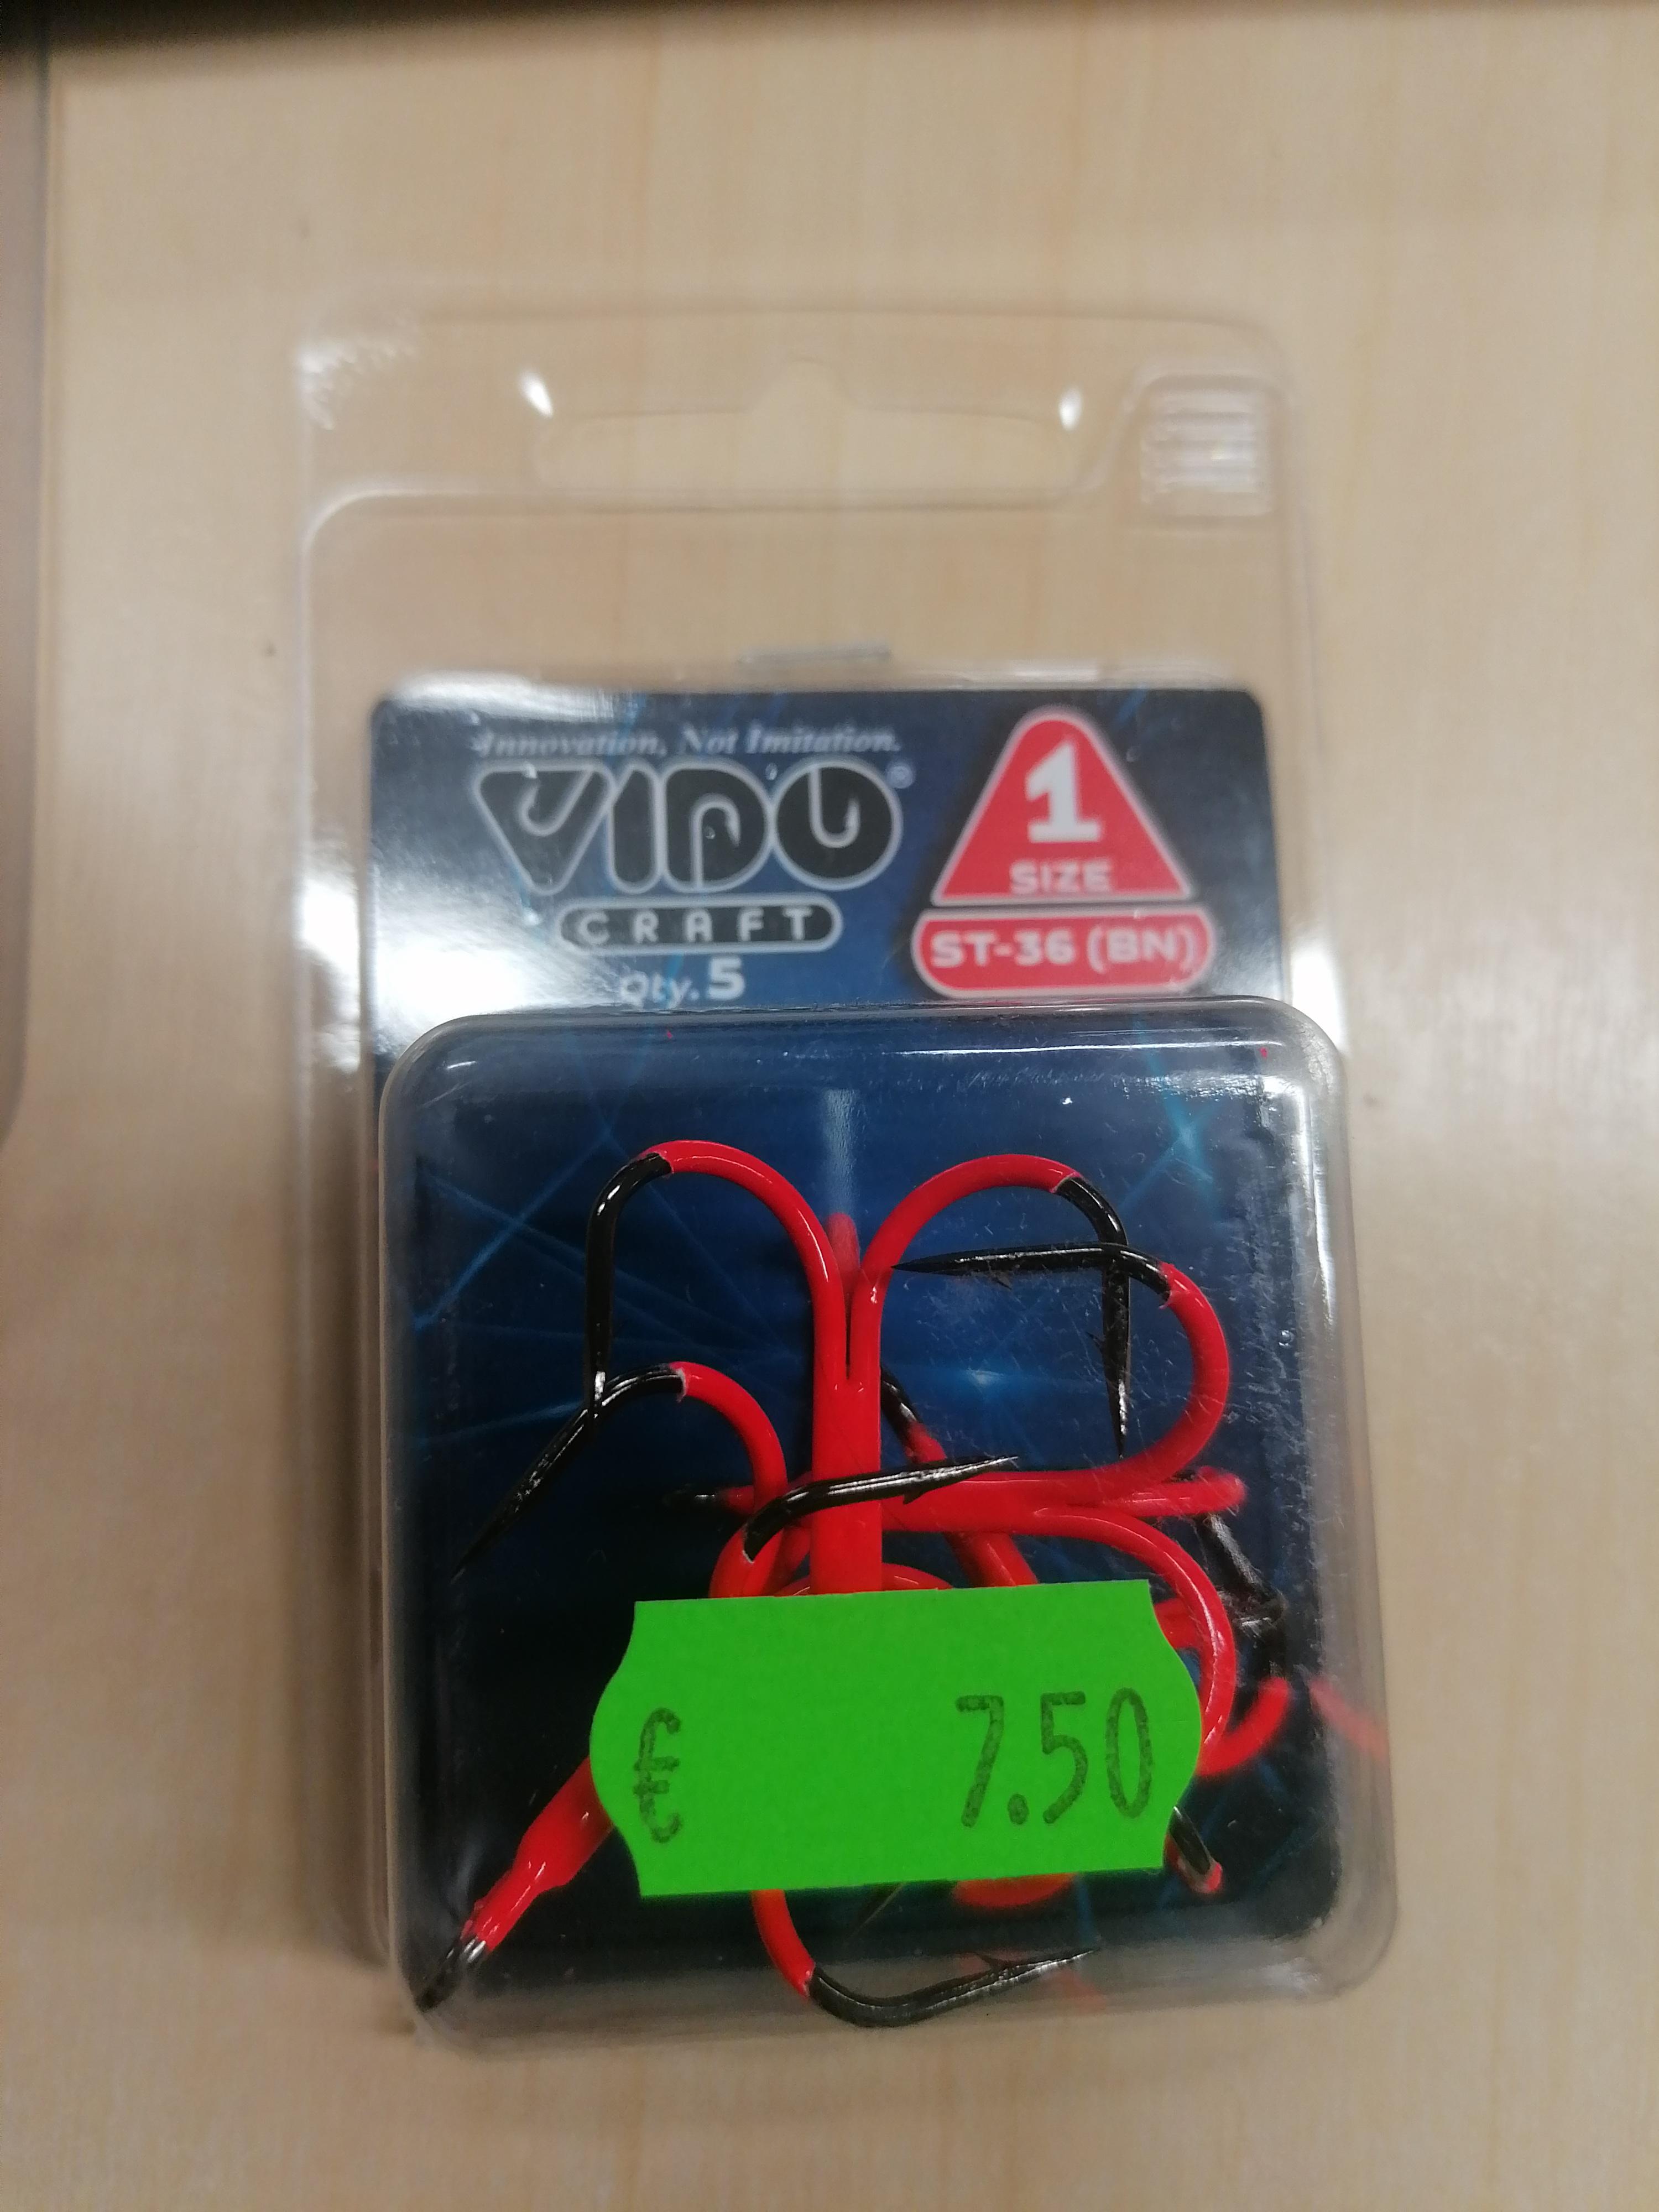 Innovation, Not Imitation.
VIDO®
CRAFT
Qty. 5
1
SIZE
ST-36 (BN)
€ 7.50